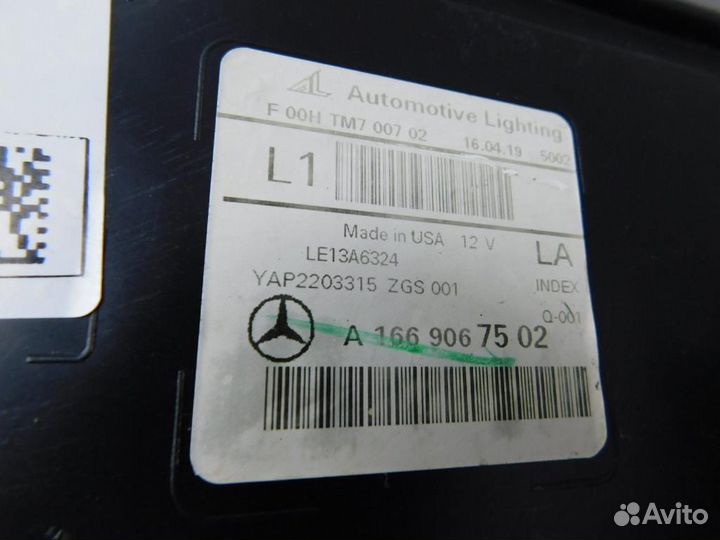 AL Automotive Lighting
F 00H TM7 007 02 16.04.19 5002
L1
Made in USA 12 V
LE13A6324
LA
YAP2203315 ZGS 001
INDEX
Q-001
A 166 906 75 02
Avito